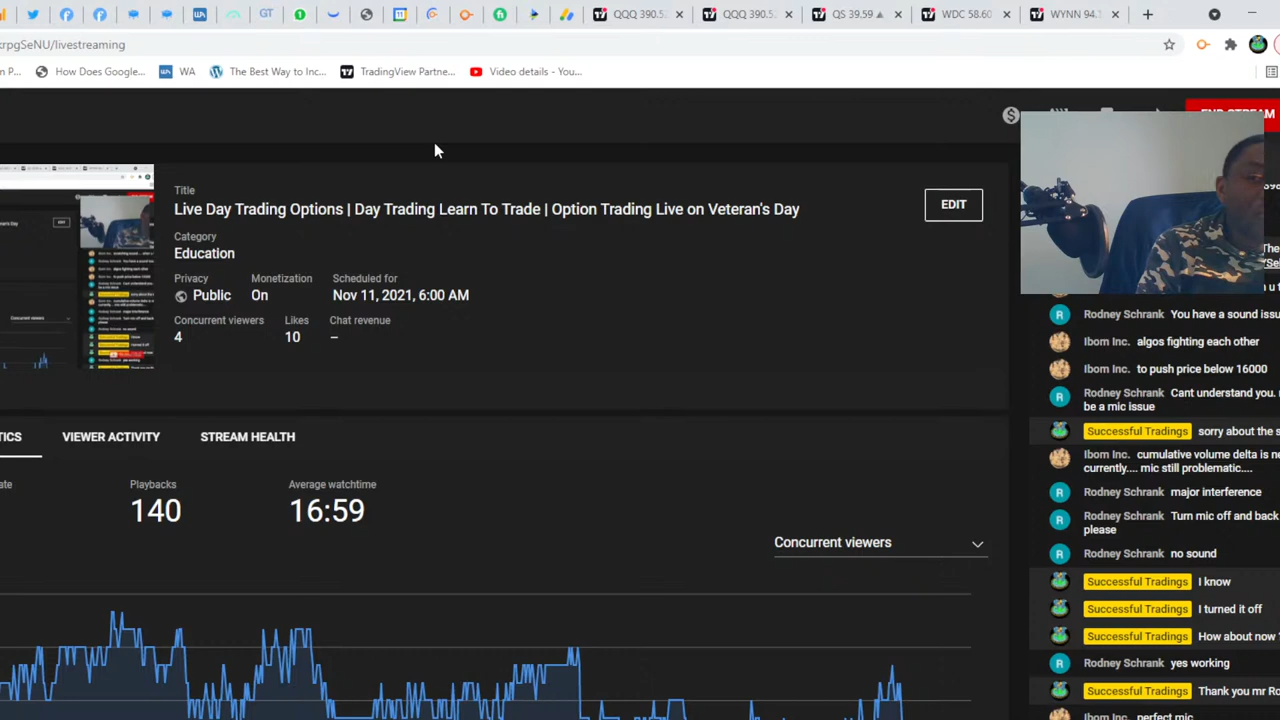 QQQ 390.5
QQQ 390.5
QS 39.59
WDC 58.60
WYNN 94.
krpgSeNU/livestreaming
n P...
How Does Google...
WA
The Best Way to Inc...
TradingView Partne...
Video details - You...
END STREAM
Title
Live Day Trading Options | Day Trading Learn To Trade | Option Trading Live on Veteran's Day
EDIT
Category
Education
Privacy
Monetization
Scheduled for
Public
On
Nov 11, 2021, 6:00 AM
Concurrent viewers
Likes
Chat revenue
4
10
–
TICS
VIEWER ACTIVITY
STREAM HEALTH
ate
Playbacks
Average watchtime
140
16:59
Concurrent viewers
Rodney Schrank You have a sound issu
Ibom Inc. algos fighting each other
Ibom Inc. to push price below 16000
Rodney Schrank Cant understand you.
be a mic issue
Successful Tradings sorry about the s
Ibom Inc. cumulative volume delta is ne
currently.... mic still problematic....
Rodney Schrank major interference
Rodney Schrank Turn mic off and back
please
Rodney Schrank no sound
Successful Tradings I know
Successful Tradings I turned it off
Successful Tradings How about now
Rodney Schrank yes working
Successful Tradings Thank you mr Ro
Ibom Inc. perfect mic